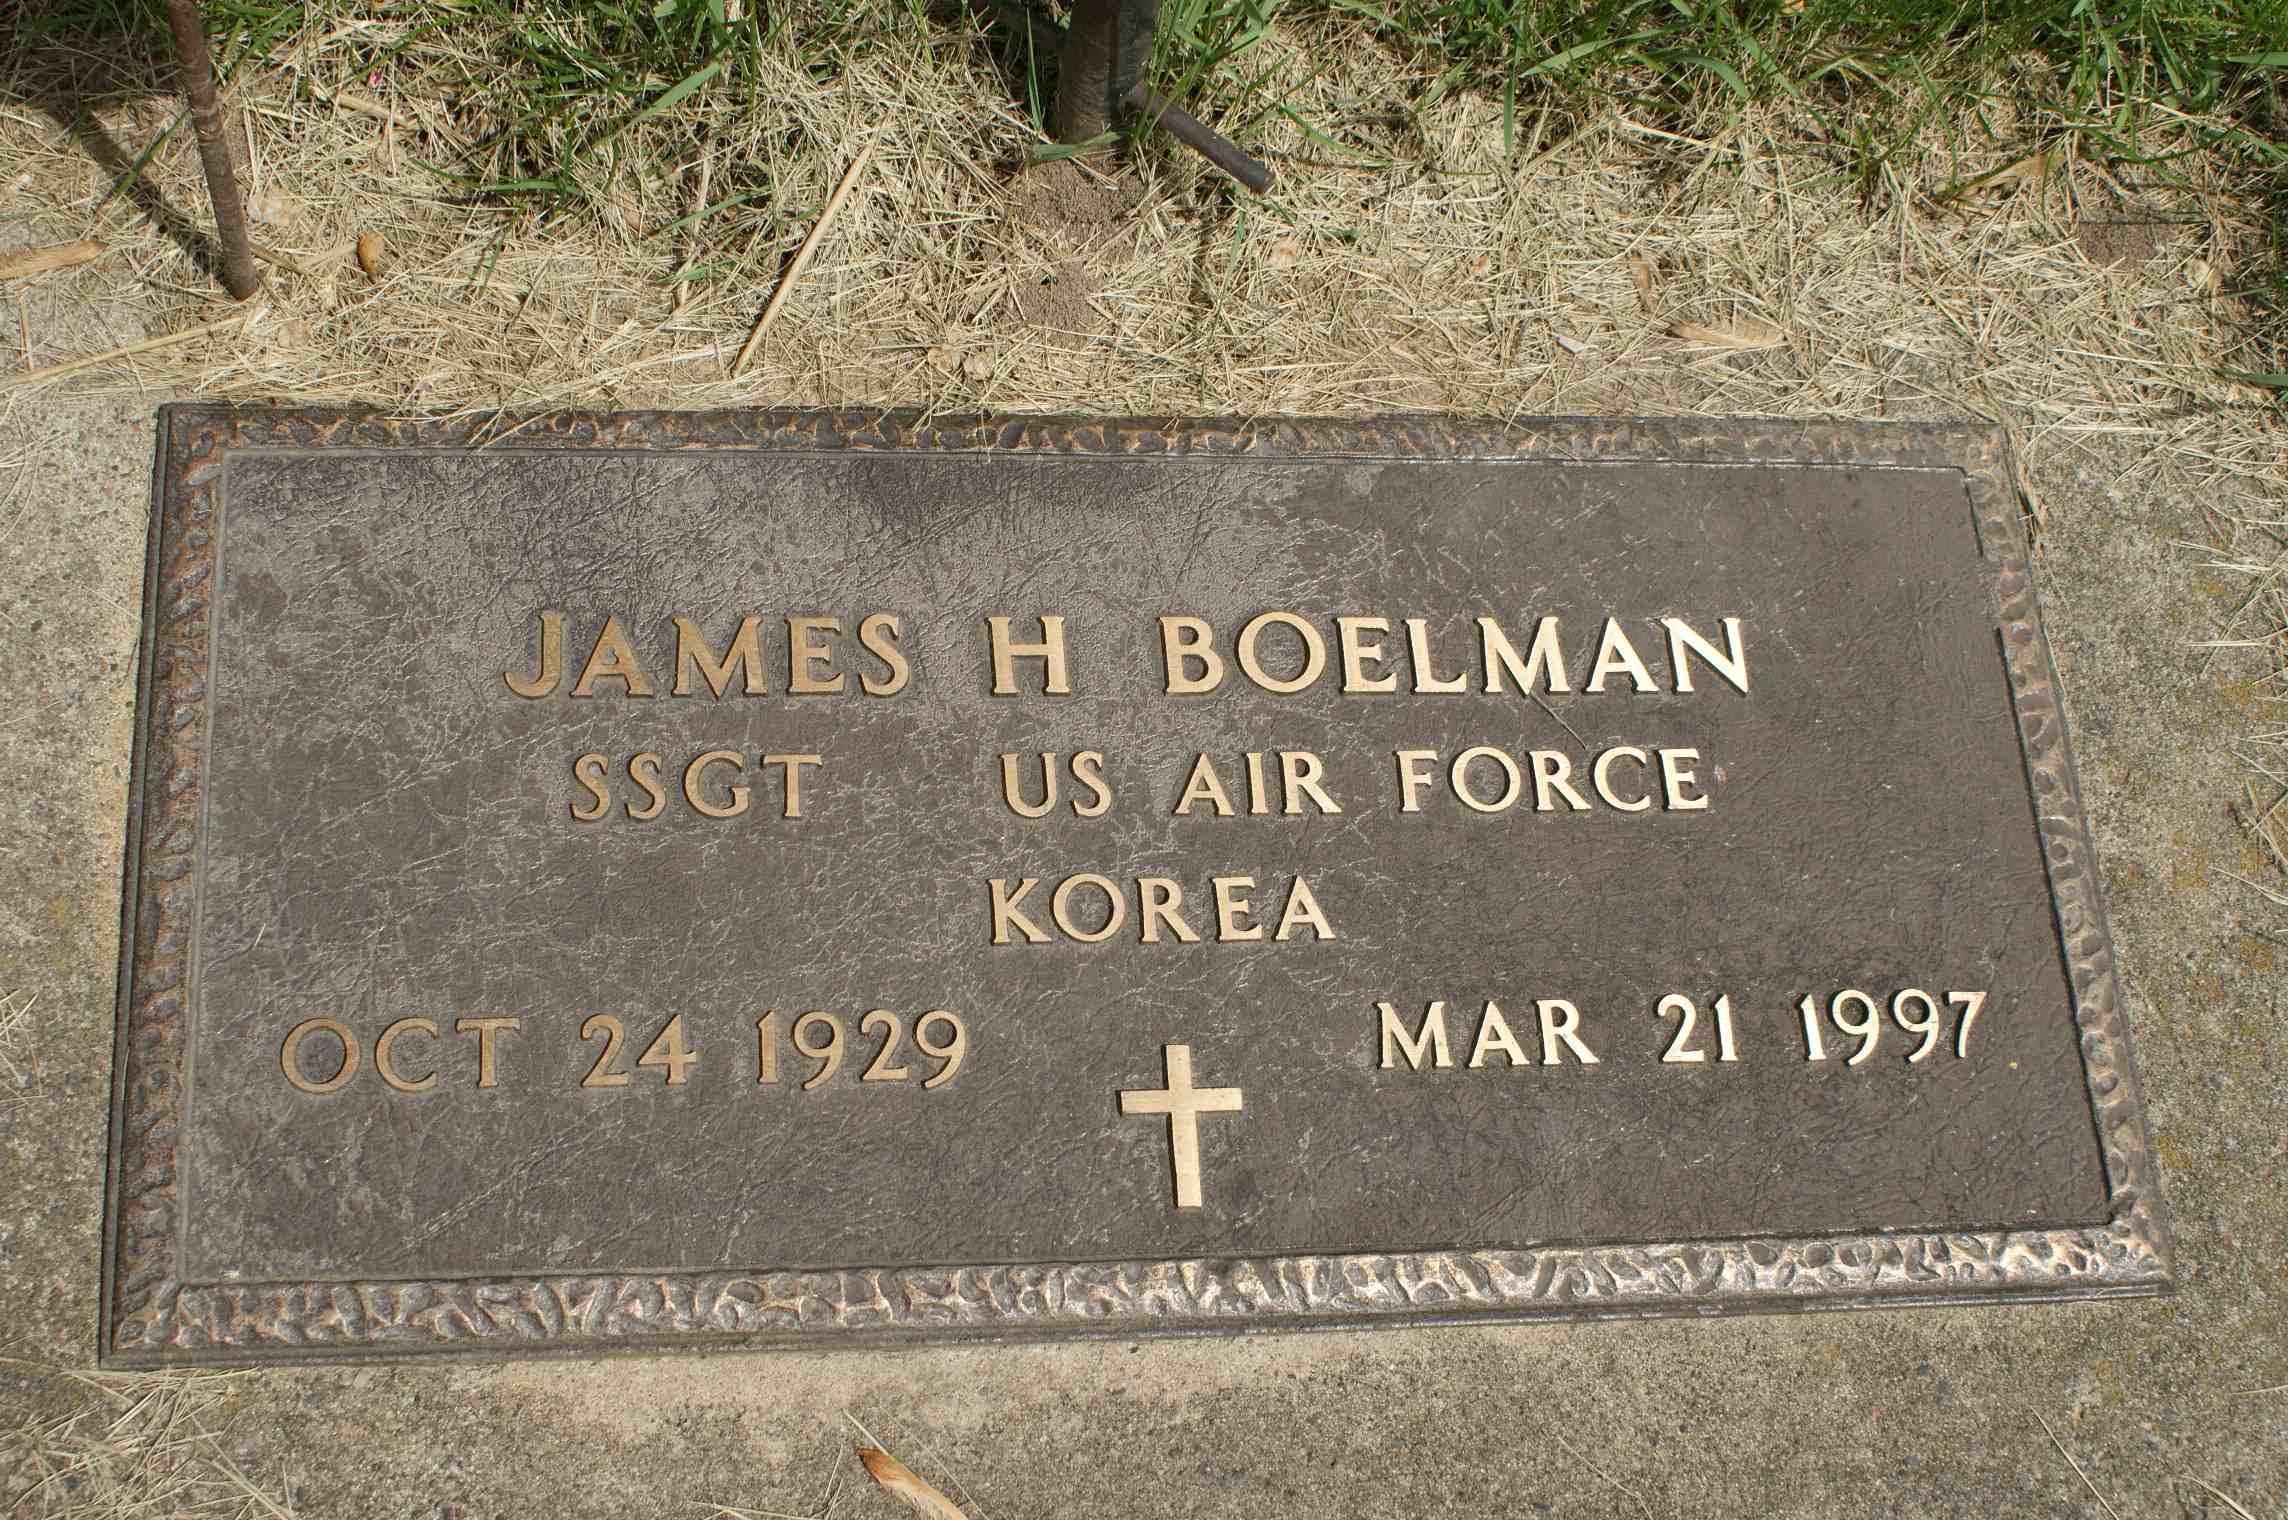 JAMES H BOELMAN
SSGT US AIR FORCE
KOREA
OCT 24 1929 MAR 21 1997